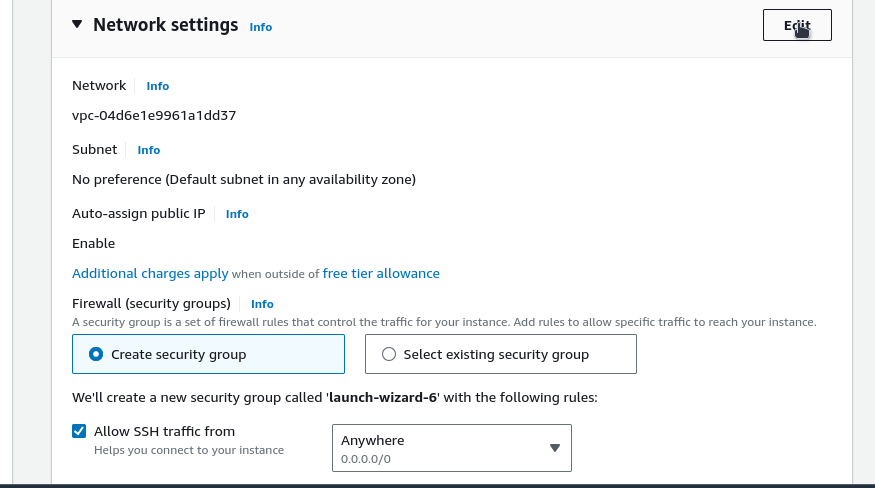 Network settings Info
Edit
Network Info
vpc-04d6e1e9961a1dd37
Subnet Info
No preference (Default subnet in any availability zone)
Auto-assign public IP Info
Enable
Additional charges apply when outside of free tier allowance
Firewall (security groups) Info
A security group is a set of firewall rules that control the traffic for your instance. Add rules to allow specific traffic to reach your instance.
Create security group
Select existing security group
We'll create a new security group called 'launch-wizard-6' with the following rules:
Allow SSH traffic from
Helps you connect to your instance
Anywhere
0.0.0.0/0